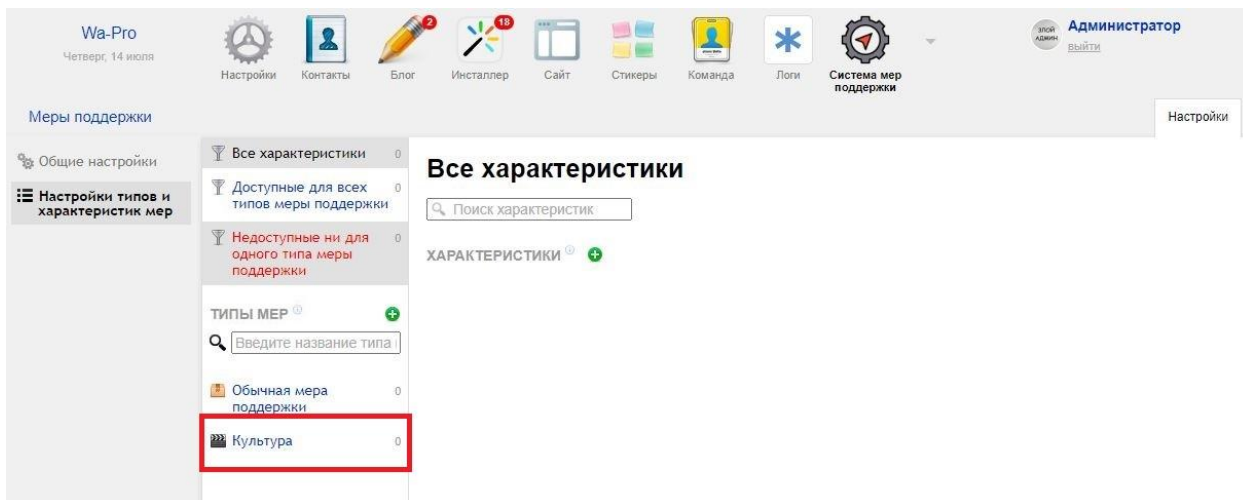 Wa-Pro
Четверг, 14 июля
Настройки
Контакты
2
Блог
18
Инсталлер
Сайт
Стикеры
Команда
Логи
Система мер
поддержки
злой
админ
Администратор
выйти
Меры поддержки
Настройки
Общие настройки
Настройки типов и
характеристик мер
Все характеристики 0
Доступные для всех 0
типов меры поддержки
Недоступные ни для 0
одного типа меры
поддержки
ТИПЫ МЕР
Введите название типа
Обычная мера 0
поддержки
Культура 0
Все характеристики
Поиск характеристик
ХАРАКТЕРИСТИКИ